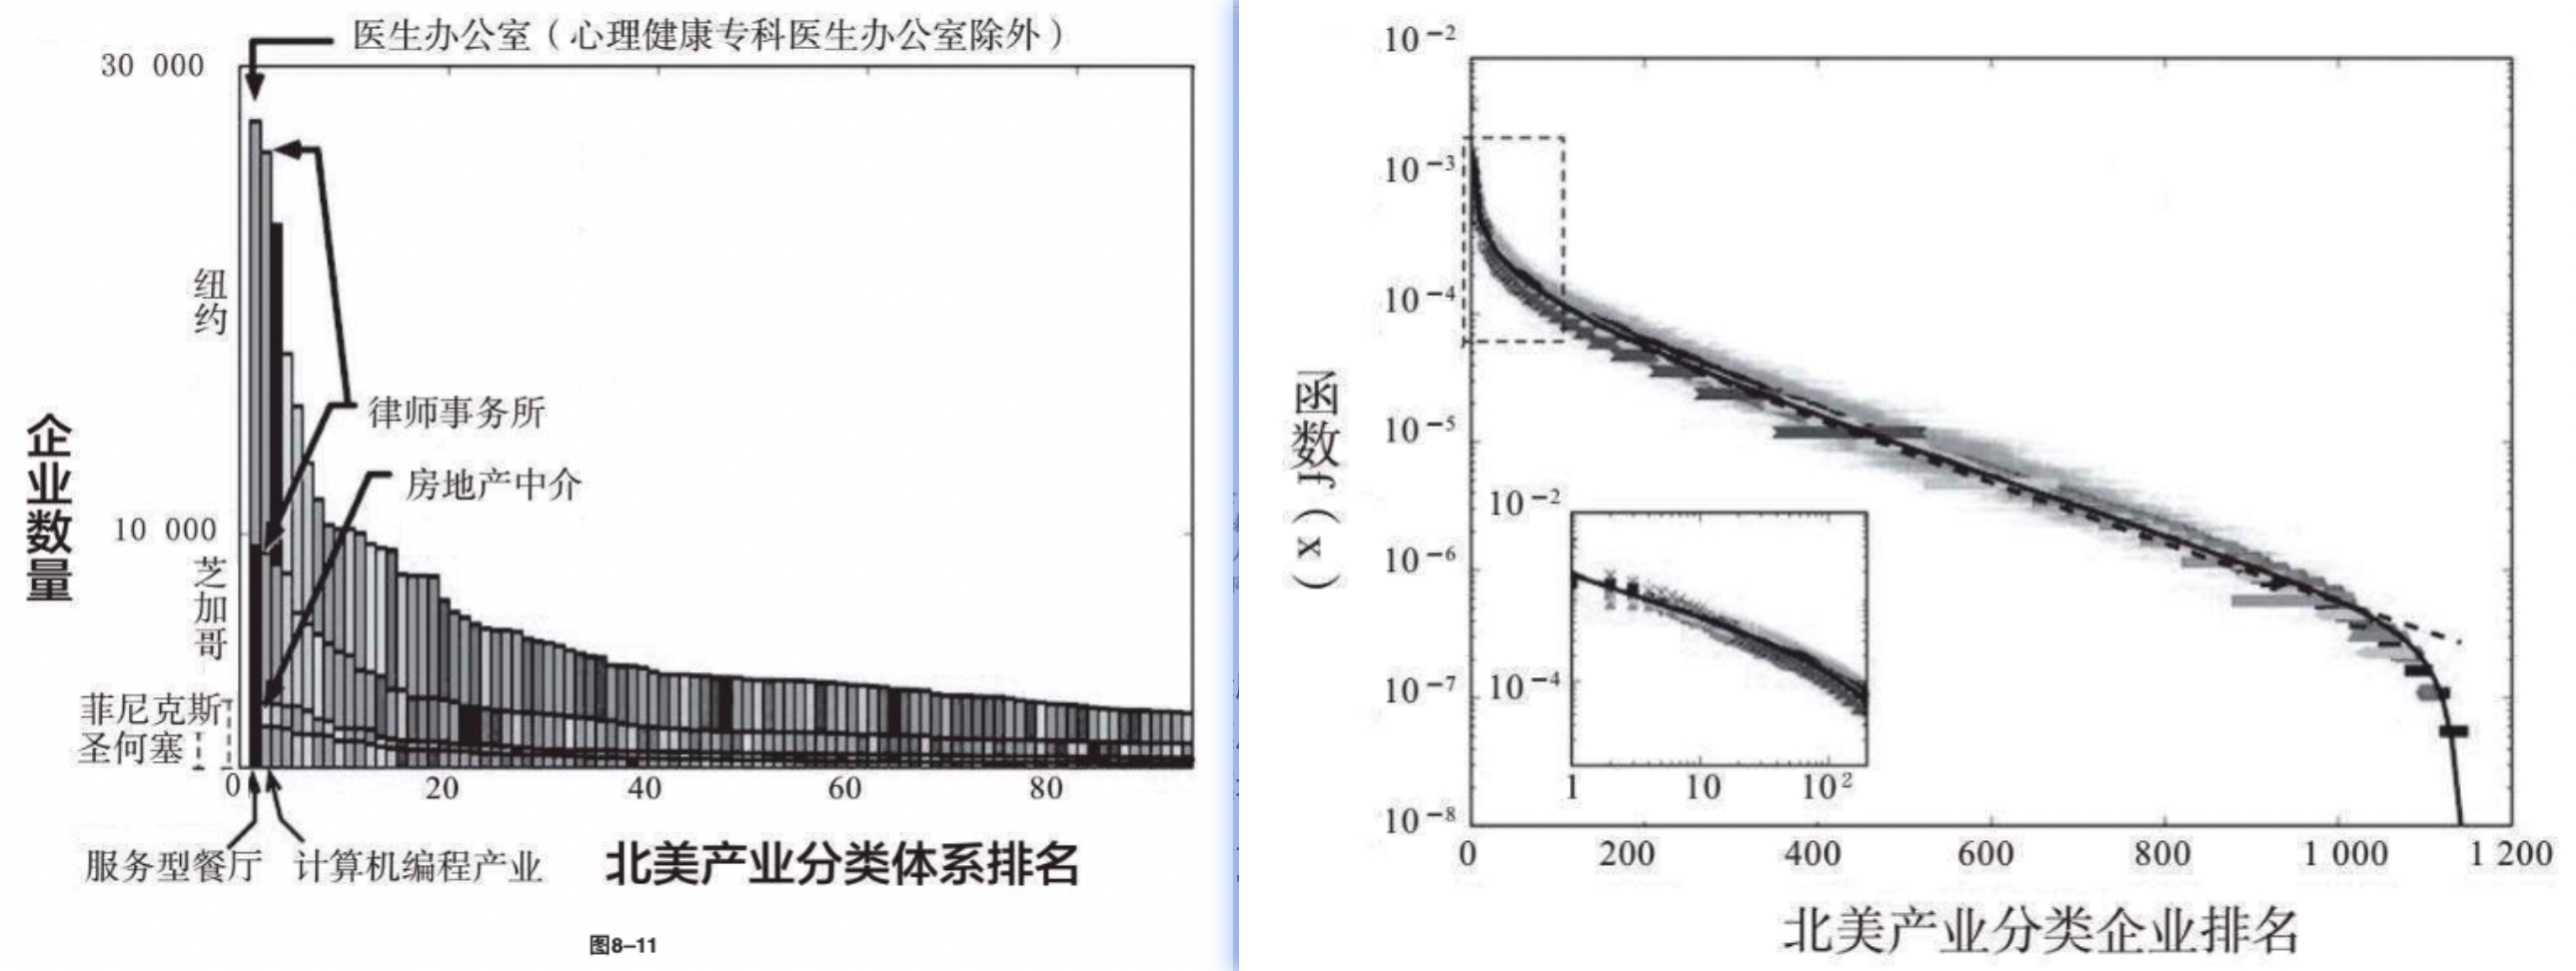 医生办公室（心理健康专科医生办公室除外）
30 000
纽约
律师事务所
房地产中介
企业数量
10 000
芝加哥
菲尼克斯
圣何塞
0 20 40 60 80
服务型餐厅 计算机编程产业
北美产业分类体系排名
图8-11
10⁻²
10⁻³
10⁻⁴
函数f(x)
10⁻⁵
10⁻⁶
10⁻⁷
10⁻⁸
10⁻²
10⁻⁴
1 10 10²
0 200 400 600 800 1 000 1 200
北美产业分类企业排名